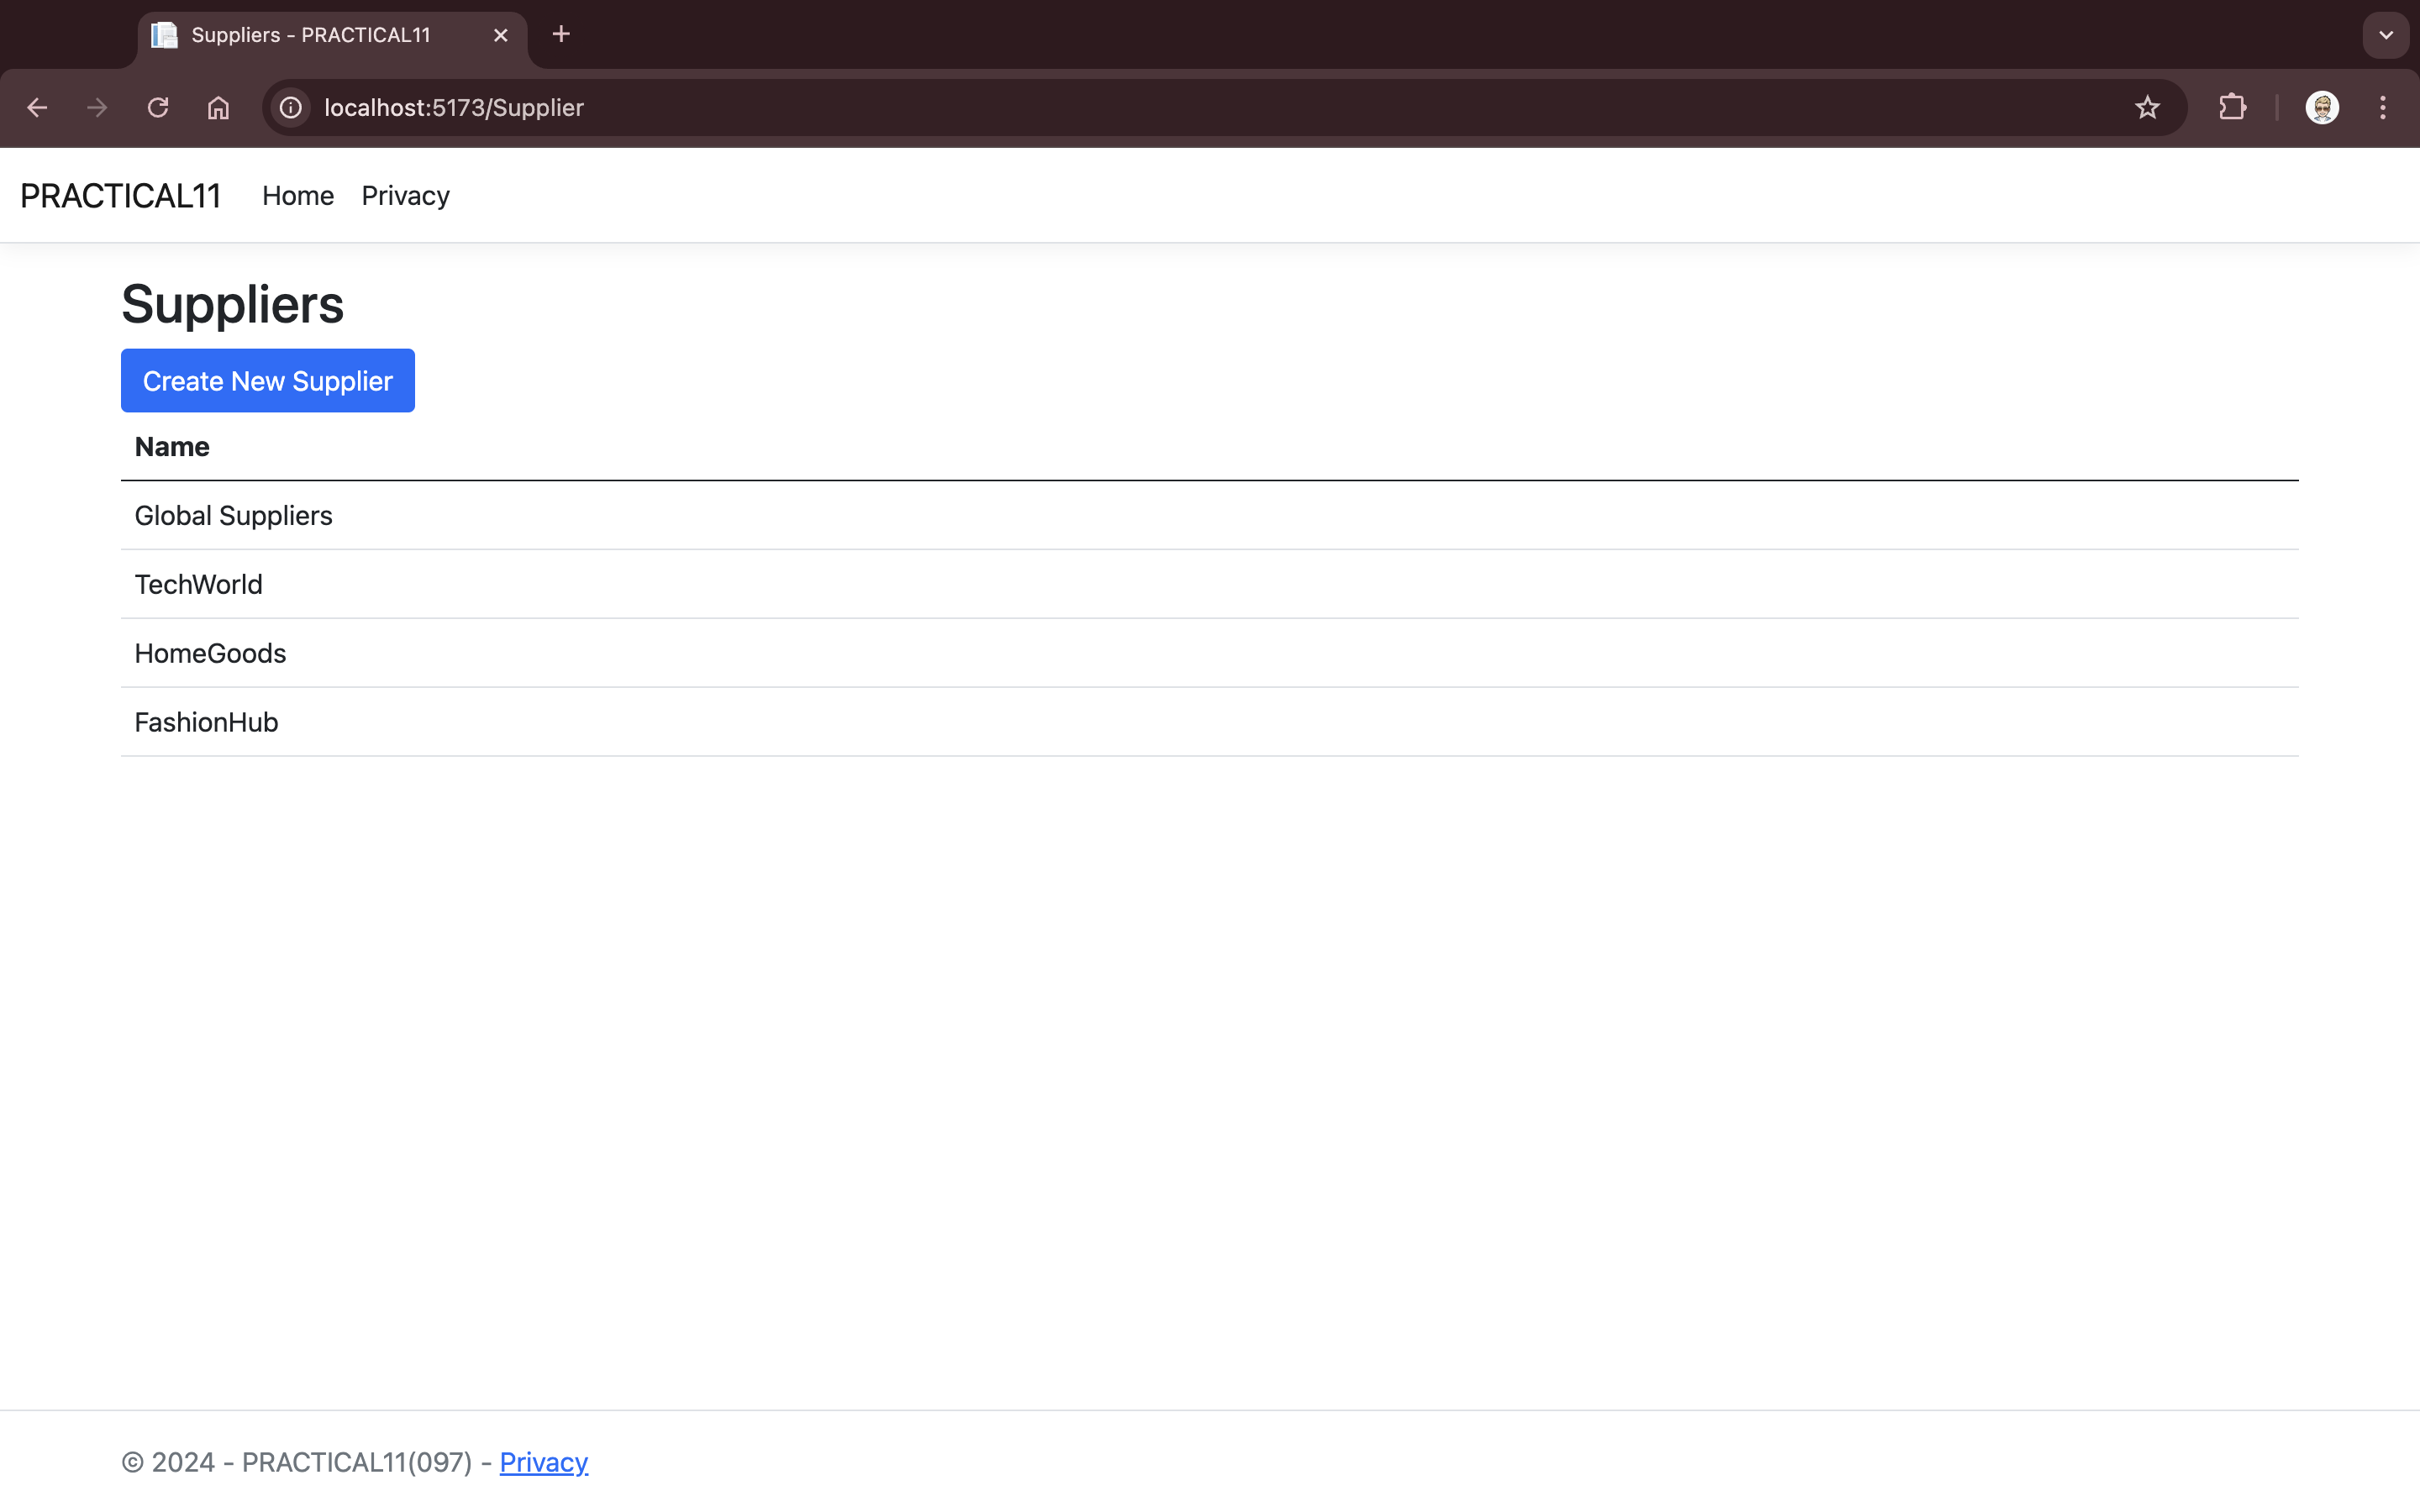 Suppliers - PRACTICAL11
localhost:5173/Supplier
PRACTICAL11 Home Privacy
Suppliers
Create New Supplier
Name
Global Suppliers
TechWorld
HomeGoods
FashionHub
© 2024 - PRACTICAL11(097) - Privacy